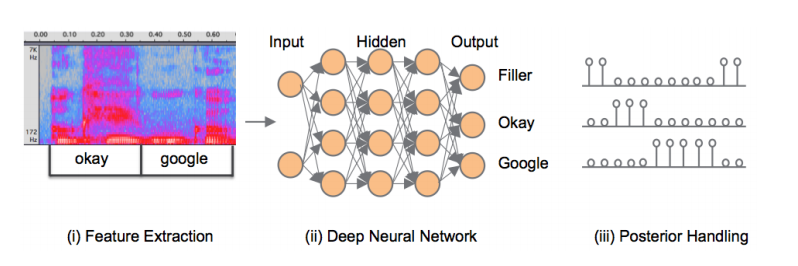 0.00 0.10 0.20 0.30 0.40 0.50 0.60
7K
Hz
172
Hz
okay google
Input Hidden Output
Filler
Okay
Google
(i) Feature Extraction (ii) Deep Neural Network (iii) Posterior Handling